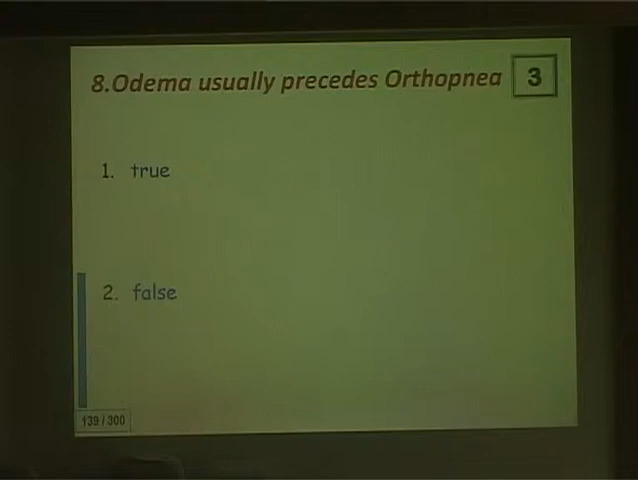 8.Odema usually precedes Orthopnea
3
1. true
2. false
139 / 300